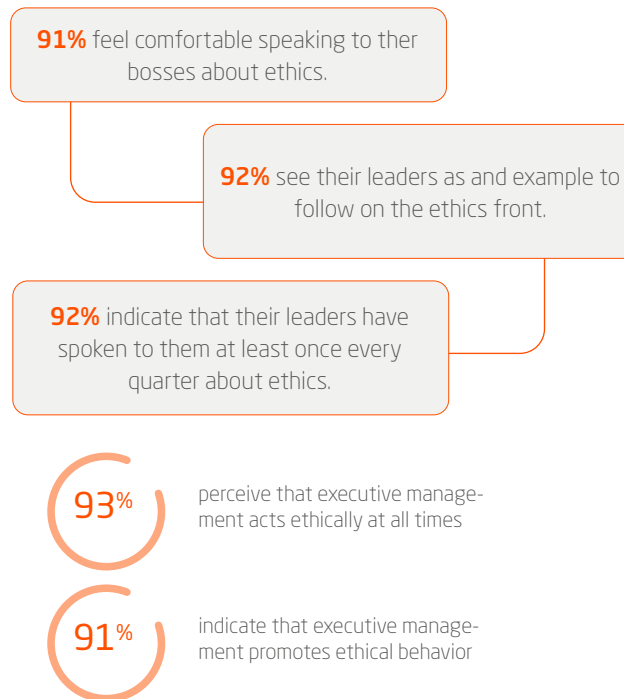 91% feel comfortable speaking to ther
bosses about ethics.
92% see their leaders as and example to
follow on the ethics front.
92% indicate that their leaders have
spoken to them at least once every
quarter about ethics.
93%
perceive that executive manage-
ment acts ethically at all times
91%
indicate that executive manage-
ment promotes ethical behavior